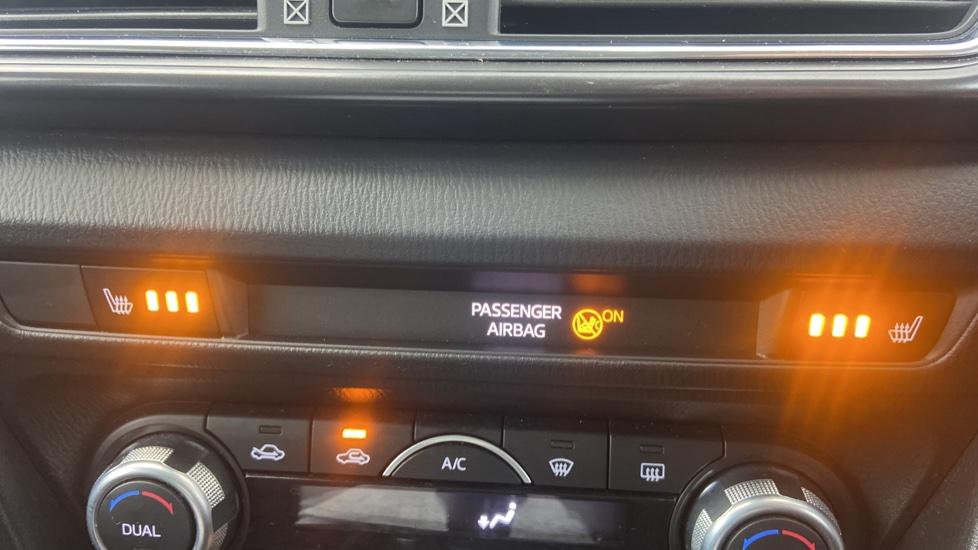 PASSENGER
AIRBAG
ON
A/C
DUAL